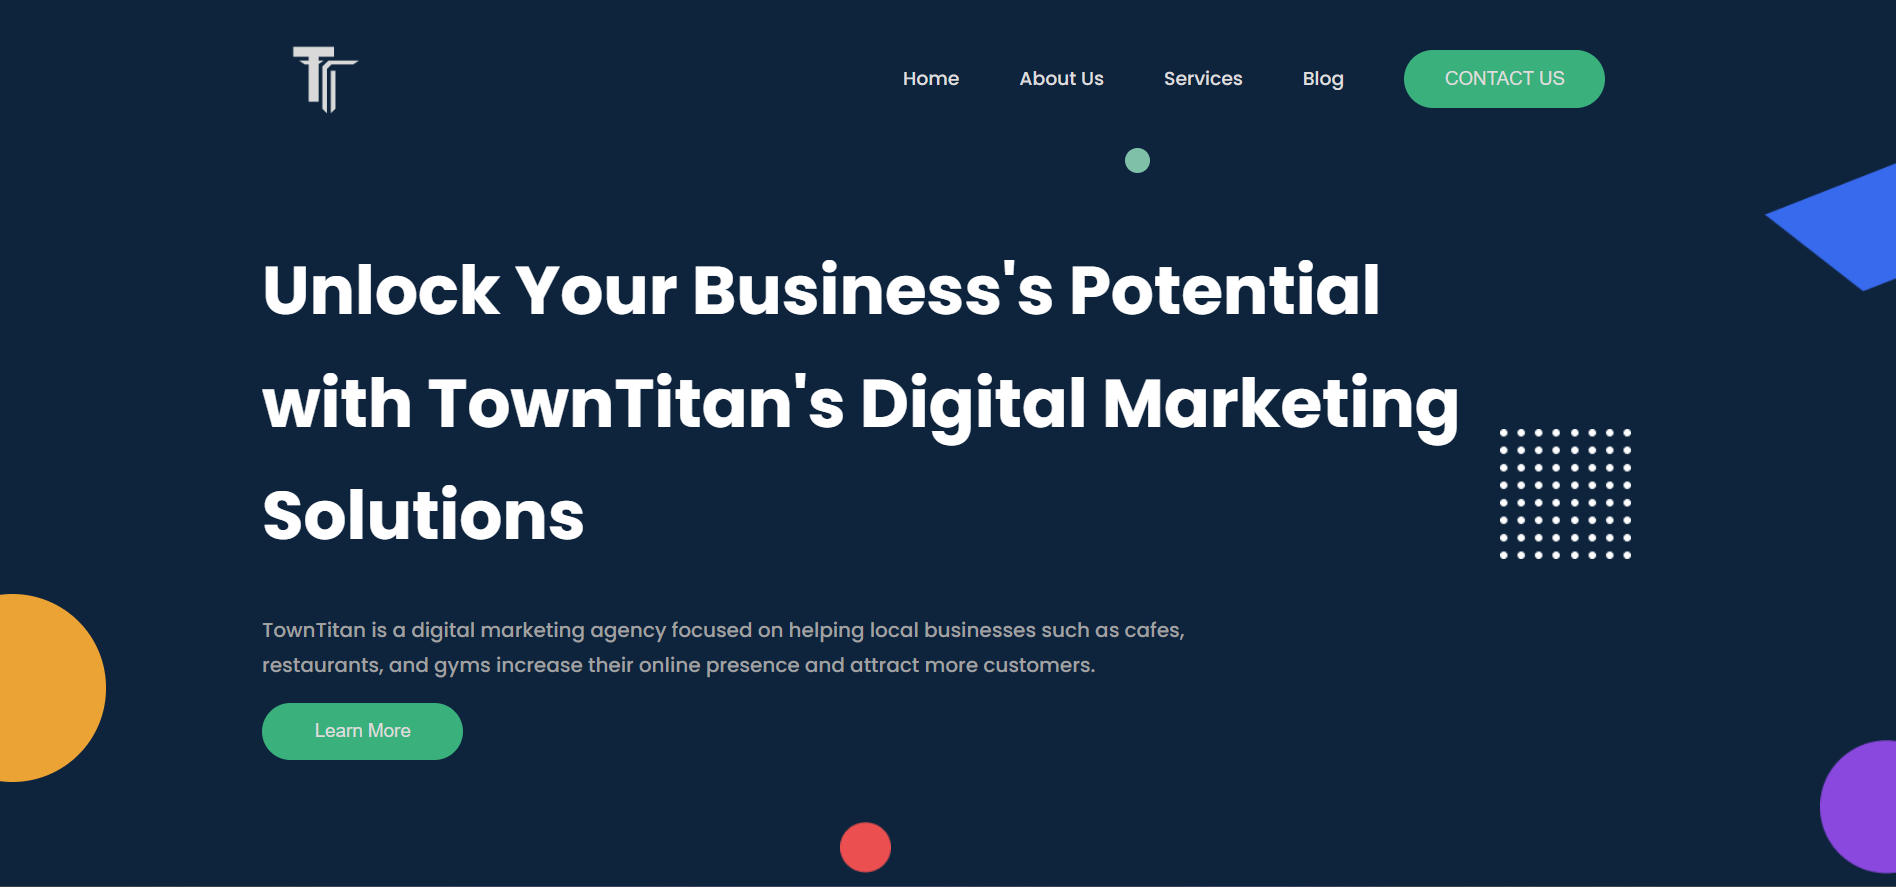 Home
About Us
Services
Blog
CONTACT US
Unlock Your Business's Potential
with TownTitan's Digital Marketing
Solutions
TownTitan is a digital marketing agency focused on helping local businesses such as cafes,
restaurants, and gyms increase their online presence and attract more customers.
Learn More